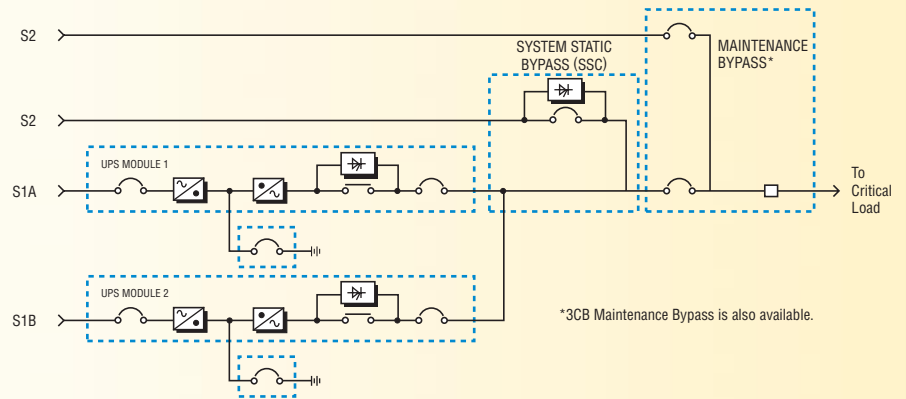 S2
SYSTEM STATIC
BYPASS (SSC)
MAINTENANCE
BYPASS*
S2
UPS MODULE 1
S1A
To
Critical
Load
UPS MODULE 2
S1B
*3CB Maintenance Bypass is also available.